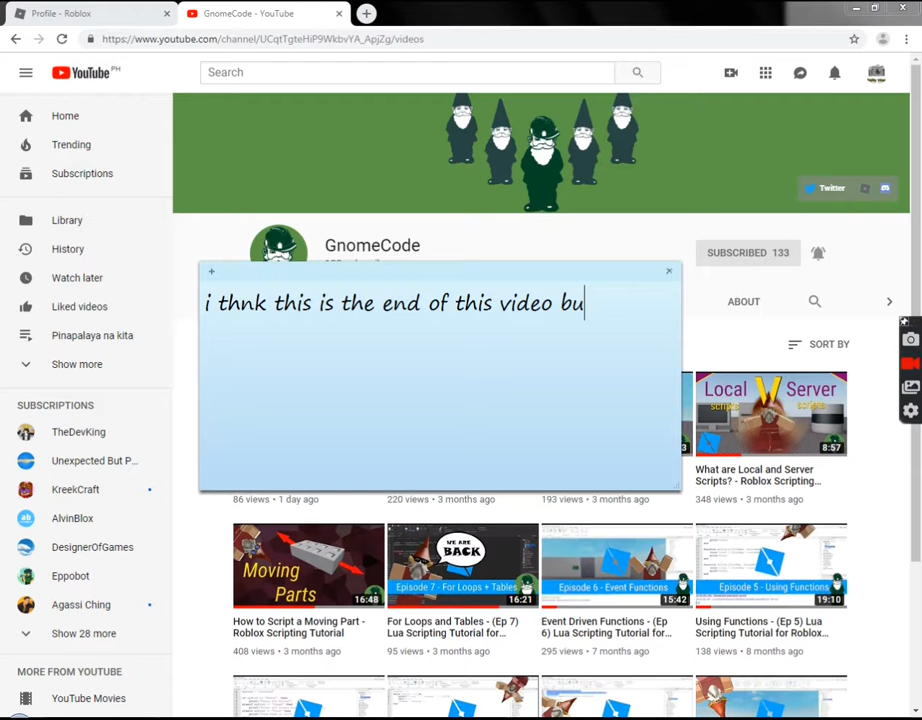 Profile - Roblox
GnomeCode - YouTube
https://www.youtube.com/channel/UCqtTgteHiP9WkbvYA_ApjZg/videos
YouTube PH
Search
Home
Trending
Subscriptions
Library
History
Watch later
Liked videos
Pinapalaya na kita
Show more
SUBSCRIPTIONS
TheDevKing
Unexpected But P...
KreekCraft
AlvinBlox
DesignerOfGames
Eppobot
Agassi Ching
Show 28 more
MORE FROM YOUTUBE
YouTube Movies
Twitter
GnomeCode
SUBSCRIBED 133
ABOUT
SORT BY
i thnk this is the end of this video bu
Local V Server
scripts scripts
8:57
What are Local and Server
Scripts? - Roblox Scripting...
86 views • 1 day ago
220 views • 3 months ago
193 views • 3 months ago
348 views • 3 months ago
Moving
Parts
16:48
WE ARE
BACK
Episode 7 - For Loops + Tables
16:21
Episode 6 - Event Functions
15:42
Episode 5 - Using Functions
19:10
How to Script a Moving Part -
Roblox Scripting Tutorial
408 views • 3 months ago
For Loops and Tables - (Ep 7)
Lua Scripting Tutorial for...
95 views • 3 months ago
Event Driven Functions - (Ep
6) Lua Scripting Tutorial for...
295 views • 7 months ago
Using Functions - (Ep 5) Lua
Scripting Tutorial for Roblox...
138 views • 8 months ago